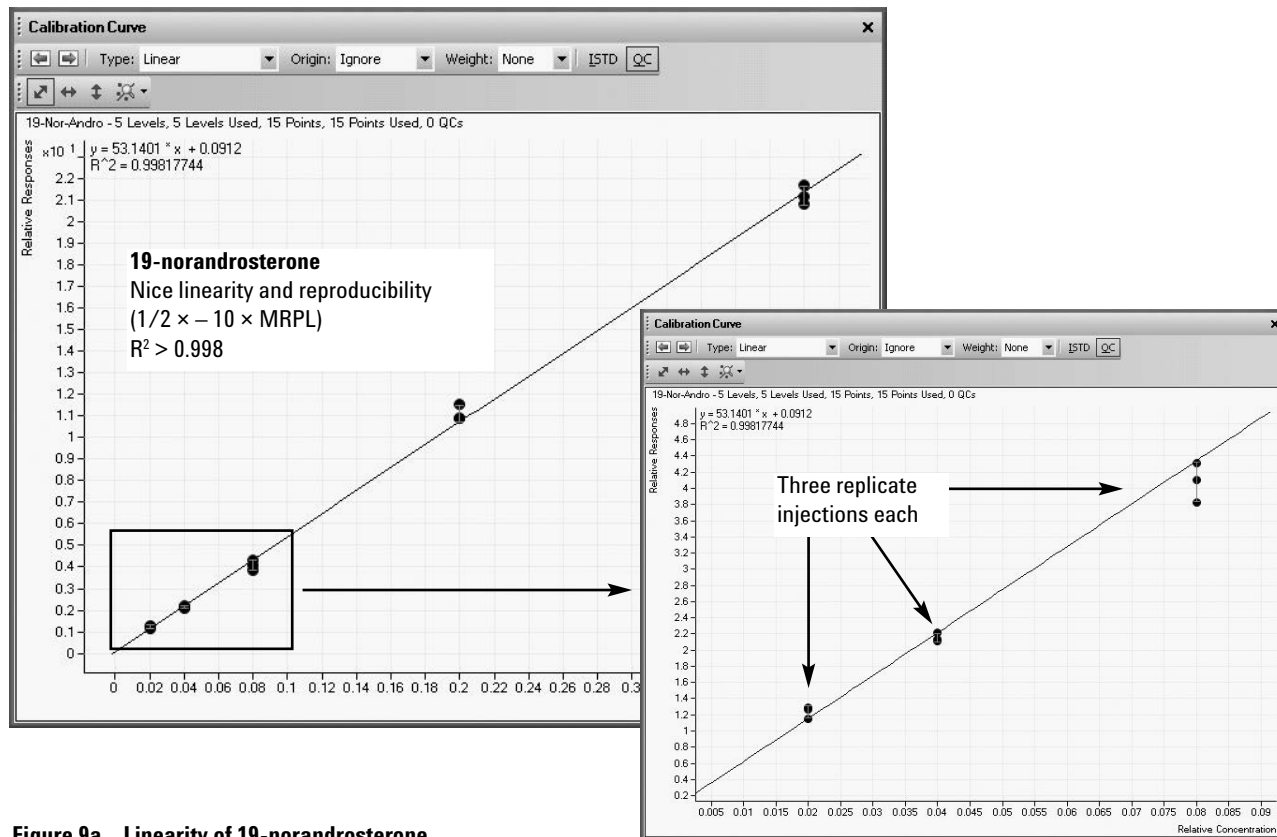 Calibration Curve
Type: Linear Origin: Ignore Weight: None ISTD QC
19-Nor-Andro - 5 Levels, 5 Levels Used, 15 Points, 15 Points Used, 0 QCs
Relative Responses
x10 1
y = 53.1401 * x + 0.0912
R^2 = 0.99817744
2.2
2.1
2
1.9
1.8
1.7
1.6
1.5
1.4
1.3
1.2
1.1
1
0.9
0.8
0.7
0.6
0.5
0.4
0.3
0.2
0.1
0
19-norandrosterone
Nice linearity and reproducibility
(1/2 × – 10 × MRPL)
R² > 0.998
0 0.02 0.04 0.06 0.08 0.1 0.12 0.14 0.16 0.18 0.2 0.22 0.24 0.26 0.28 0.3
Calibration Curve
Type: Linear Origin: Ignore Weight: None ISTD QC
19-Nor-Andro - 5 Levels, 5 Levels Used, 15 Points, 15 Points Used, 0 QCs
Relative Responses
y = 53.1401 * x + 0.0912
R^2 = 0.99817744
4.8
4.6
4.4
4.2
4
3.8
3.6
3.4
3.2
3
2.8
2.6
2.4
2.2
2
1.8
1.6
1.4
1.2
1
0.8
0.6
0.4
0.2
Three replicate
injections each
0.005 0.01 0.015 0.02 0.025 0.03 0.035 0.04 0.045 0.05 0.055 0.06 0.065 0.07 0.075 0.08 0.085 0.09
Relative Concentration
Figure 9a. Linearity of 19-norandrosterone